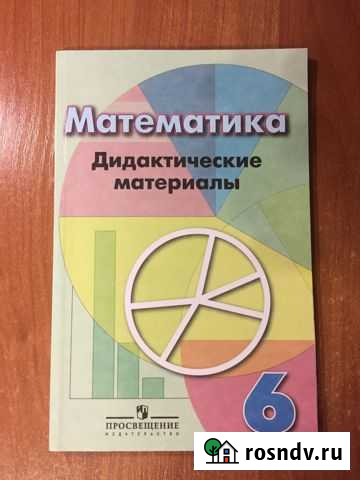 Математика
Дидактические
материалы
6
ПРОСВЕЩЕНИЕ
ИЗДАТЕЛЬСТВО
rosndv.ru